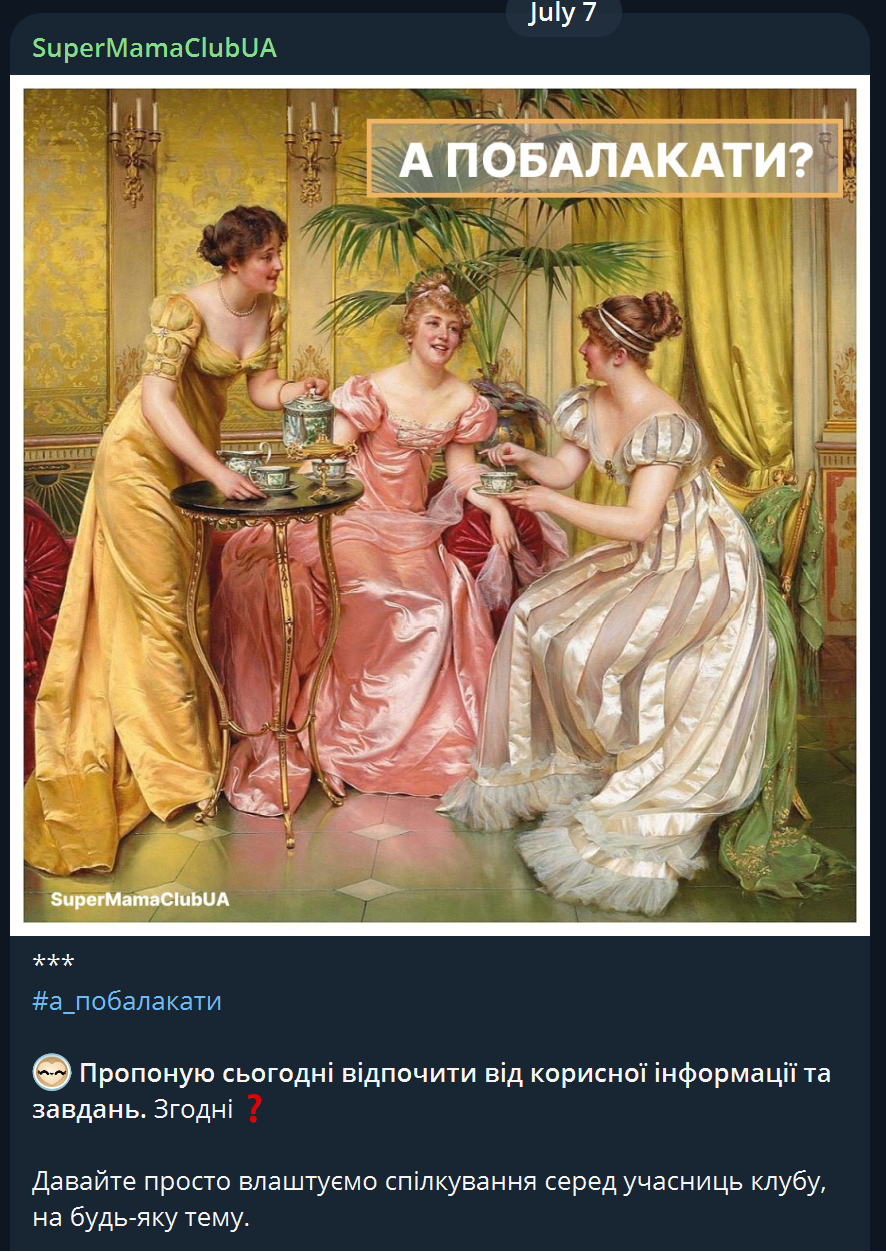 July 7
SuperMamaClubUA
А ПОБАЛАКАТИ?
SuperMamaClubUA
***
#а_побалакати
Пропоную сьогодні відпочити від корисної інформації та
завдань. Згодні ❓
Давайте просто влаштуємо спілкування серед учасниць клубу,
на будь-яку тему.